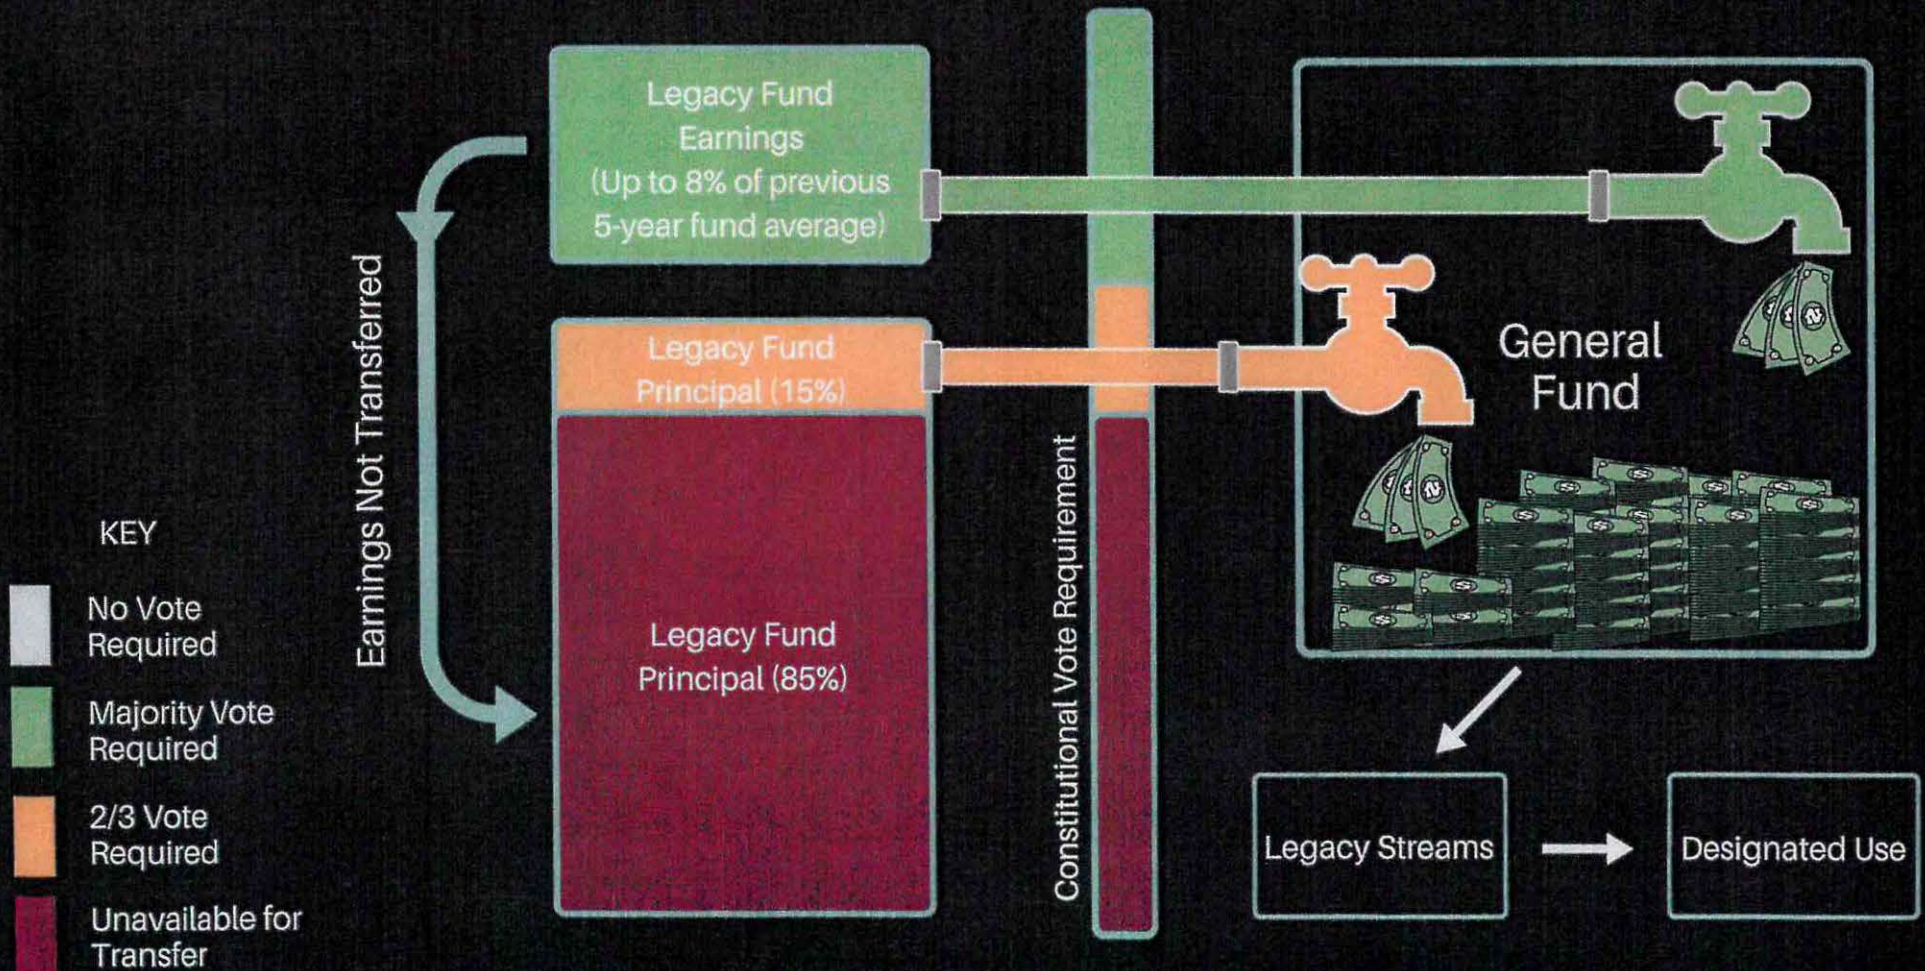 Legacy Fund
Earnings
(Up to 8% of previous
5-year fund average)
Earnings Not Transferred
Legacy Fund
Principal (15%)
Legacy Fund
Principal (85%)
Constitutional Vote Requirement
General
Fund
Legacy Streams
Designated Use
KEY
No Vote
Required
Majority Vote
Required
2/3 Vote
Required
Unavailable for
Transfer